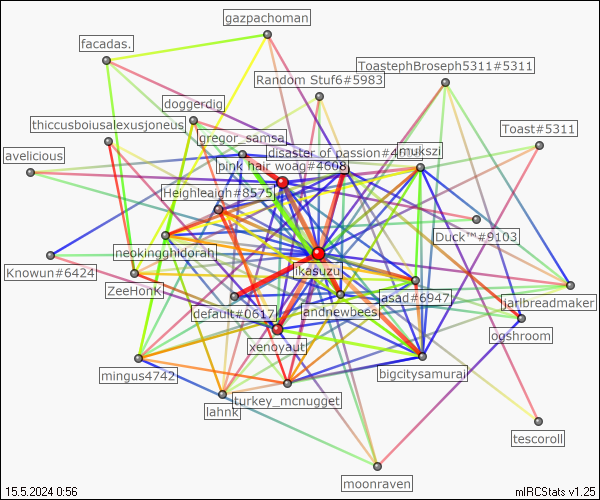 gazpachoman
facadas.
ToastephBroseph5311#5311
Random Stuf6#5983
doggerdig
thiccusboiusalexusjoneus
Toast#5311
gregor_samsa
avelicious
disaster of passion#4
mukszi
pink hair woag#4608
Heighleaigh#8575
Duck™#9103
neokingghidorah
Knowun#6424
ikasuzu
ZeeHonk
asad#6947
jarlbreadmaker
default#0617
andnewbees
ogshroom
xenoyaut
mingus4742
bigcitysamurai
turkey_mcnugget
lahnk
tescoroll
moonraven
15.5.2024 0:56
mIRCStats v1.25